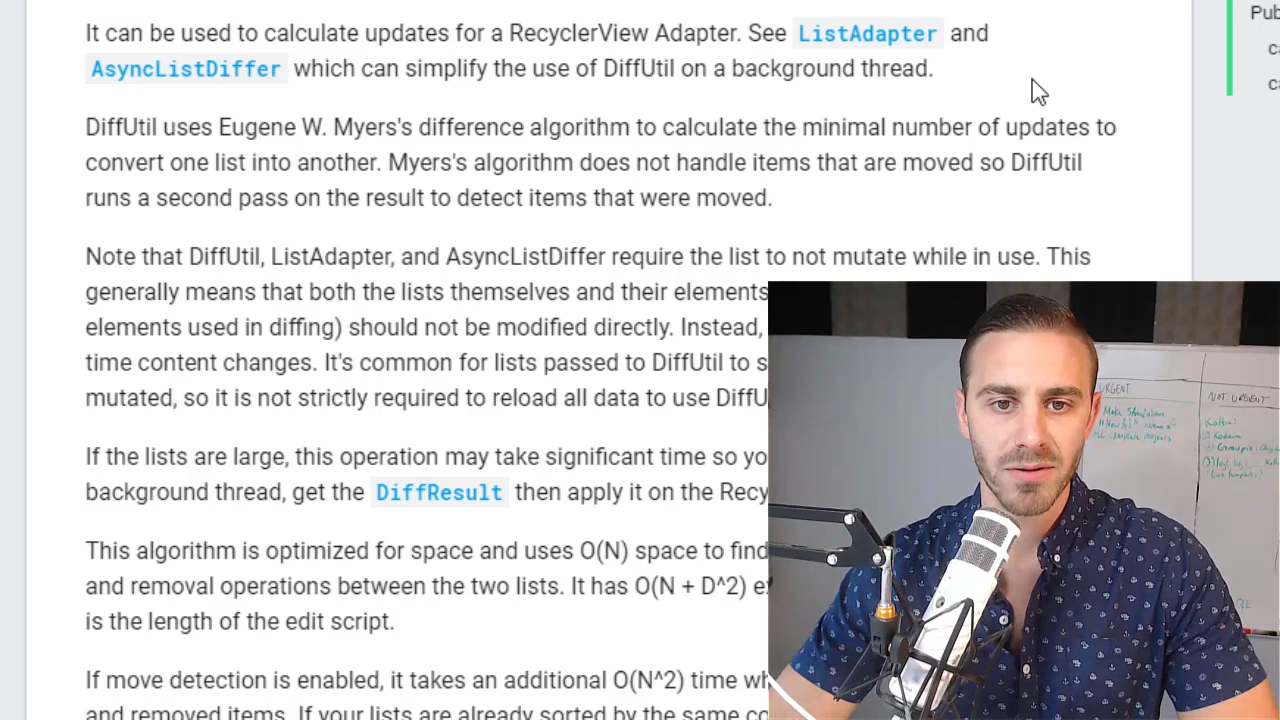 It can be used to calculate updates for a RecyclerView Adapter. See ListAdapter and
AsyncListDiffer which can simplify the use of DiffUtil on a background thread.
DiffUtil uses Eugene W. Myers's difference algorithm to calculate the minimal number of updates to
convert one list into another. Myers's algorithm does not handle items that are moved so DiffUtil
runs a second pass on the result to detect items that were moved.
Note that DiffUtil, ListAdapter, and AsyncListDiffer require the list to not mutate while in use. This
generally means that both the lists themselves and their elements
elements used in diffing) should not be modified directly. Instead,
time content changes. It's common for lists passed to DiffUtil to s
mutated, so it is not strictly required to reload all data to use DiffU
If the lists are large, this operation may take significant time so yo
background thread, get the DiffResult then apply it on the Recy
This algorithm is optimized for space and uses O(N) space to find
and removal operations between the two lists. It has O(N + D^2) e
is the length of the edit script.
If move detection is enabled, it takes an additional O(N^2) time wh
and removed items. If your lists are already sorted by the same co
Pub
ca
ca
URGENT
Make Standalone
NOT URGENT
Kotlin: